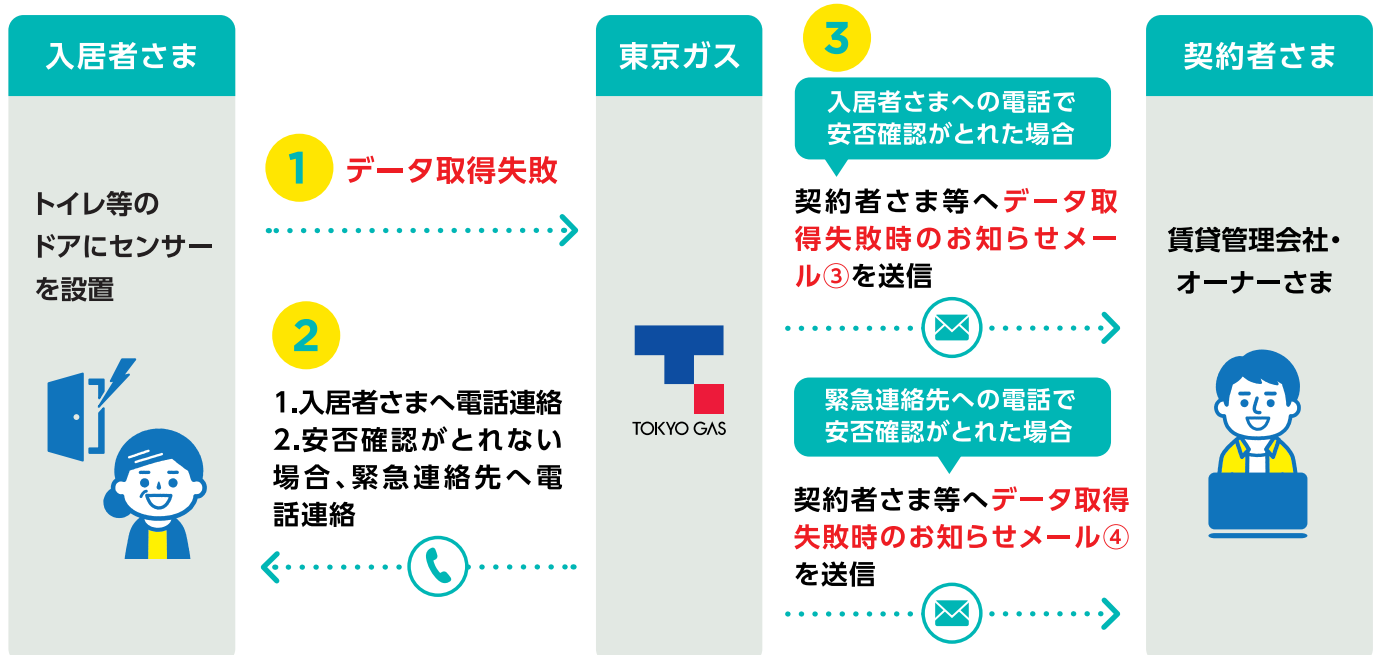 入居者さま
トイレ等の
ドアにセンサー
を設置
1 データ取得失敗
2
1.入居者さまへ電話連絡
2.安否確認がとれない
場合、緊急連絡先へ電
話連絡
東京ガス
TOKYO GAS
3
入居者さまへの電話で
安否確認がとれた場合
契約者さま等へデータ取
得失敗時のお知らせメー
ル③を送信
緊急連絡先への電話で
安否確認がとれた場合
契約者さま等へデータ取得
失敗時のお知らせメール④
を送信
契約者さま
賃貸管理会社・
オーナーさま